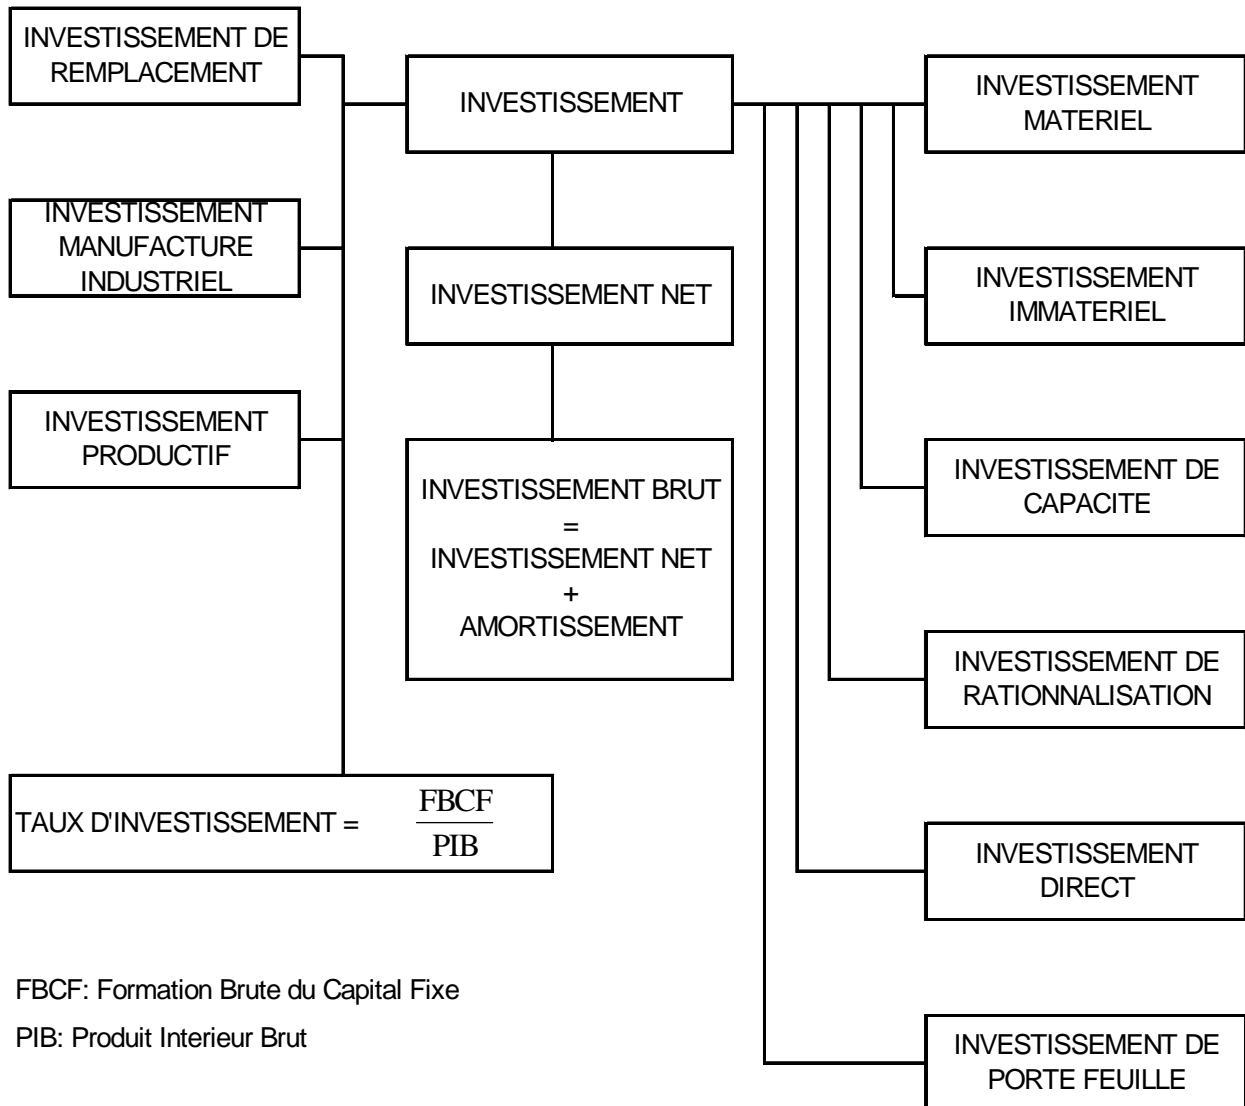 INVESTISSEMENT DE
REMPLACEMENT
INVESTISSEMENT
MANUFACTURE
INDUSTRIEL
INVESTISSEMENT
PRODUCTIF
TAUX D'INVESTISSEMENT = FBCF
PIB
INVESTISSEMENT
INVESTISSEMENT NET
INVESTISSEMENT BRUT
=
INVESTISSEMENT NET
+
AMORTISSEMENT
INVESTISSEMENT
MATERIEL
INVESTISSEMENT
IMMATERIEL
INVESTISSEMENT DE
CAPACITE
INVESTISSEMENT DE
RATIONNALISATION
INVESTISSEMENT
DIRECT
INVESTISSEMENT DE
PORTE FEUILLE
FBCF: Formation Brute du Capital Fixe
PIB: Produit Interieur Brut